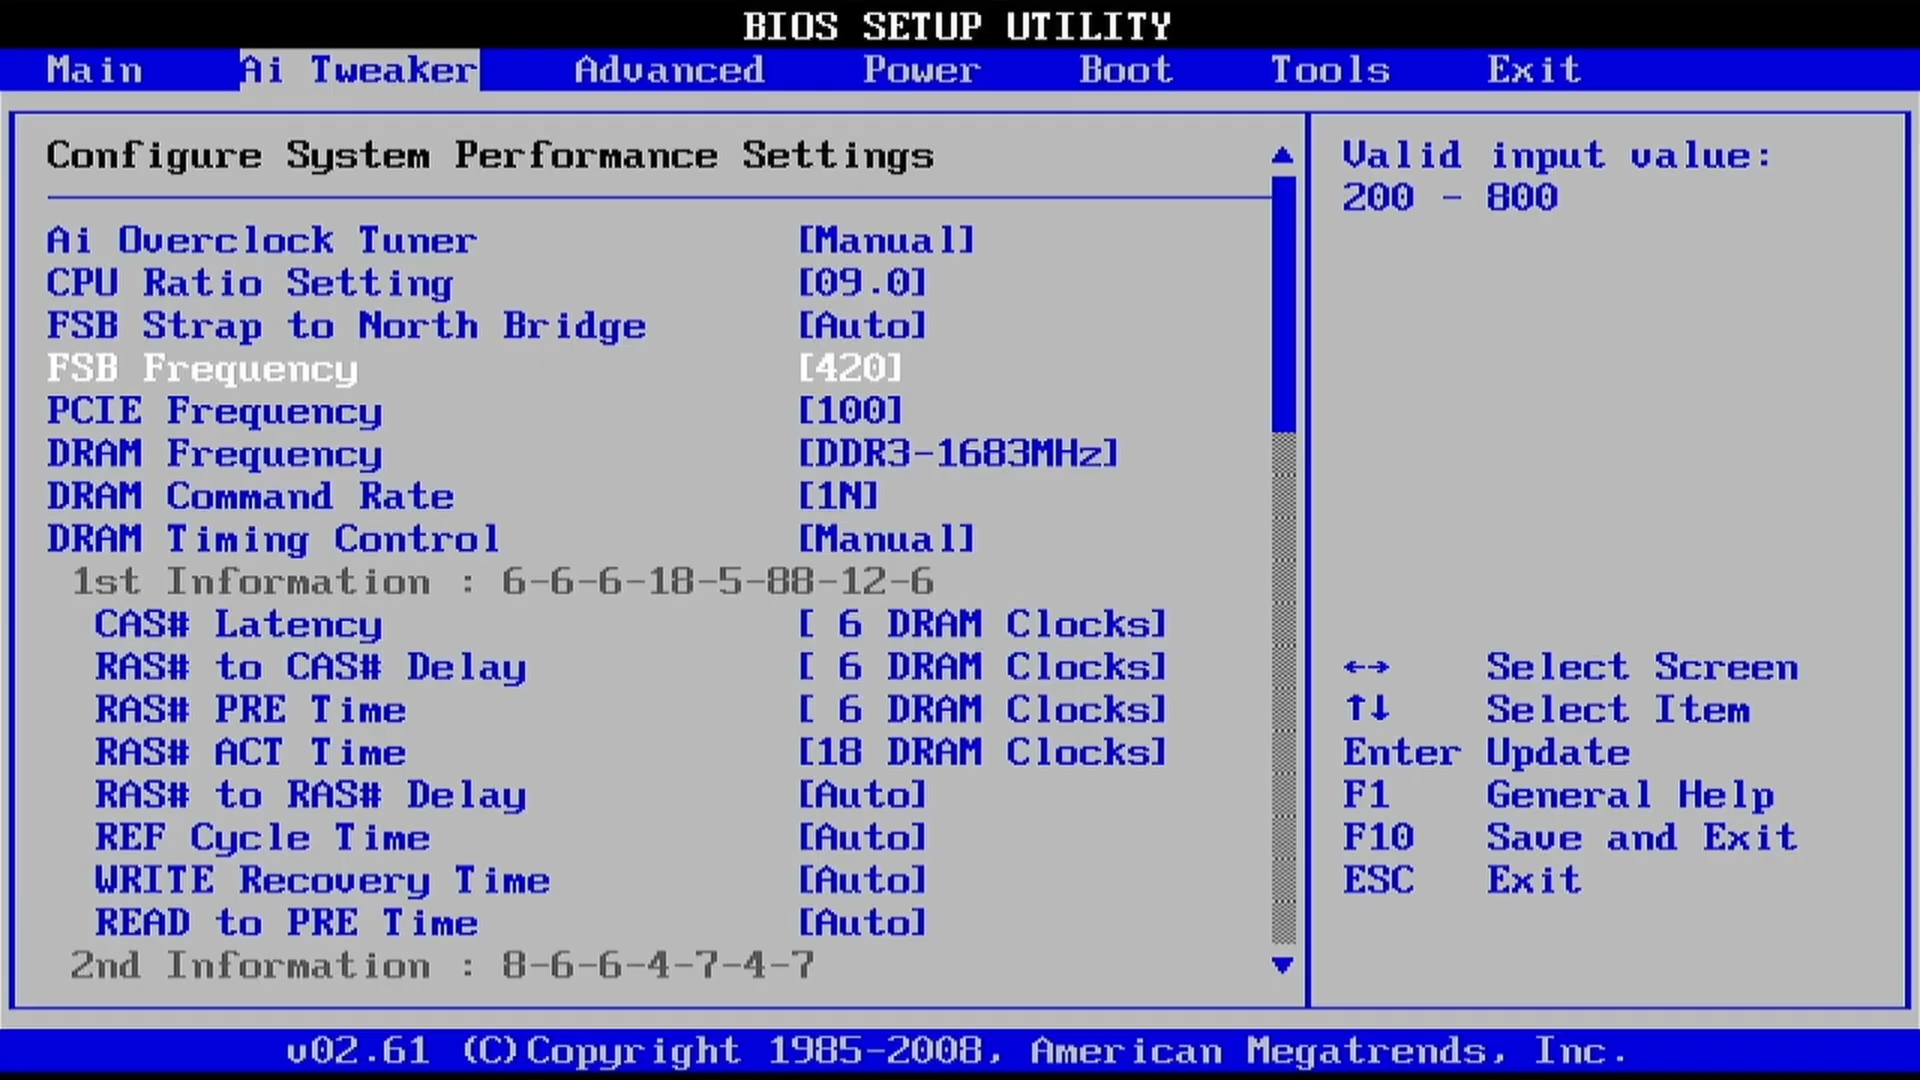 BIOS SETUP UTILITY
Main Ai Tweaker Advanced Power Boot Tools Exit
Configure System Performance Settings
Ai Overclock Tuner [Manual]
CPU Ratio Setting [09.0]
FSB Strap to North Bridge [Auto]
FSB Frequency [420]
PCIE Frequency [100]
DRAM Frequency [DDR3-1683MHz]
DRAM Command Rate [1N]
DRAM Timing Control [Manual]
1st Information : 6-6-6-18-5-88-12-6
CAS# Latency [ 6 DRAM Clocks]
RAS# to CAS# Delay [ 6 DRAM Clocks]
RAS# PRE Time [ 6 DRAM Clocks]
RAS# ACT Time [18 DRAM Clocks]
RAS# to RAS# Delay [Auto]
REF Cycle Time [Auto]
WRITE Recovery Time [Auto]
READ to PRE Time [Auto]
2nd Information : 8-6-6-4-7-4-7
Valid input value:
200 - 800
←→ Select Screen
↑↓ Select Item
Enter Update
F1 General Help
F10 Save and Exit
ESC Exit
v02.61 (C)Copyright 1985-2008, American Megatrends, Inc.